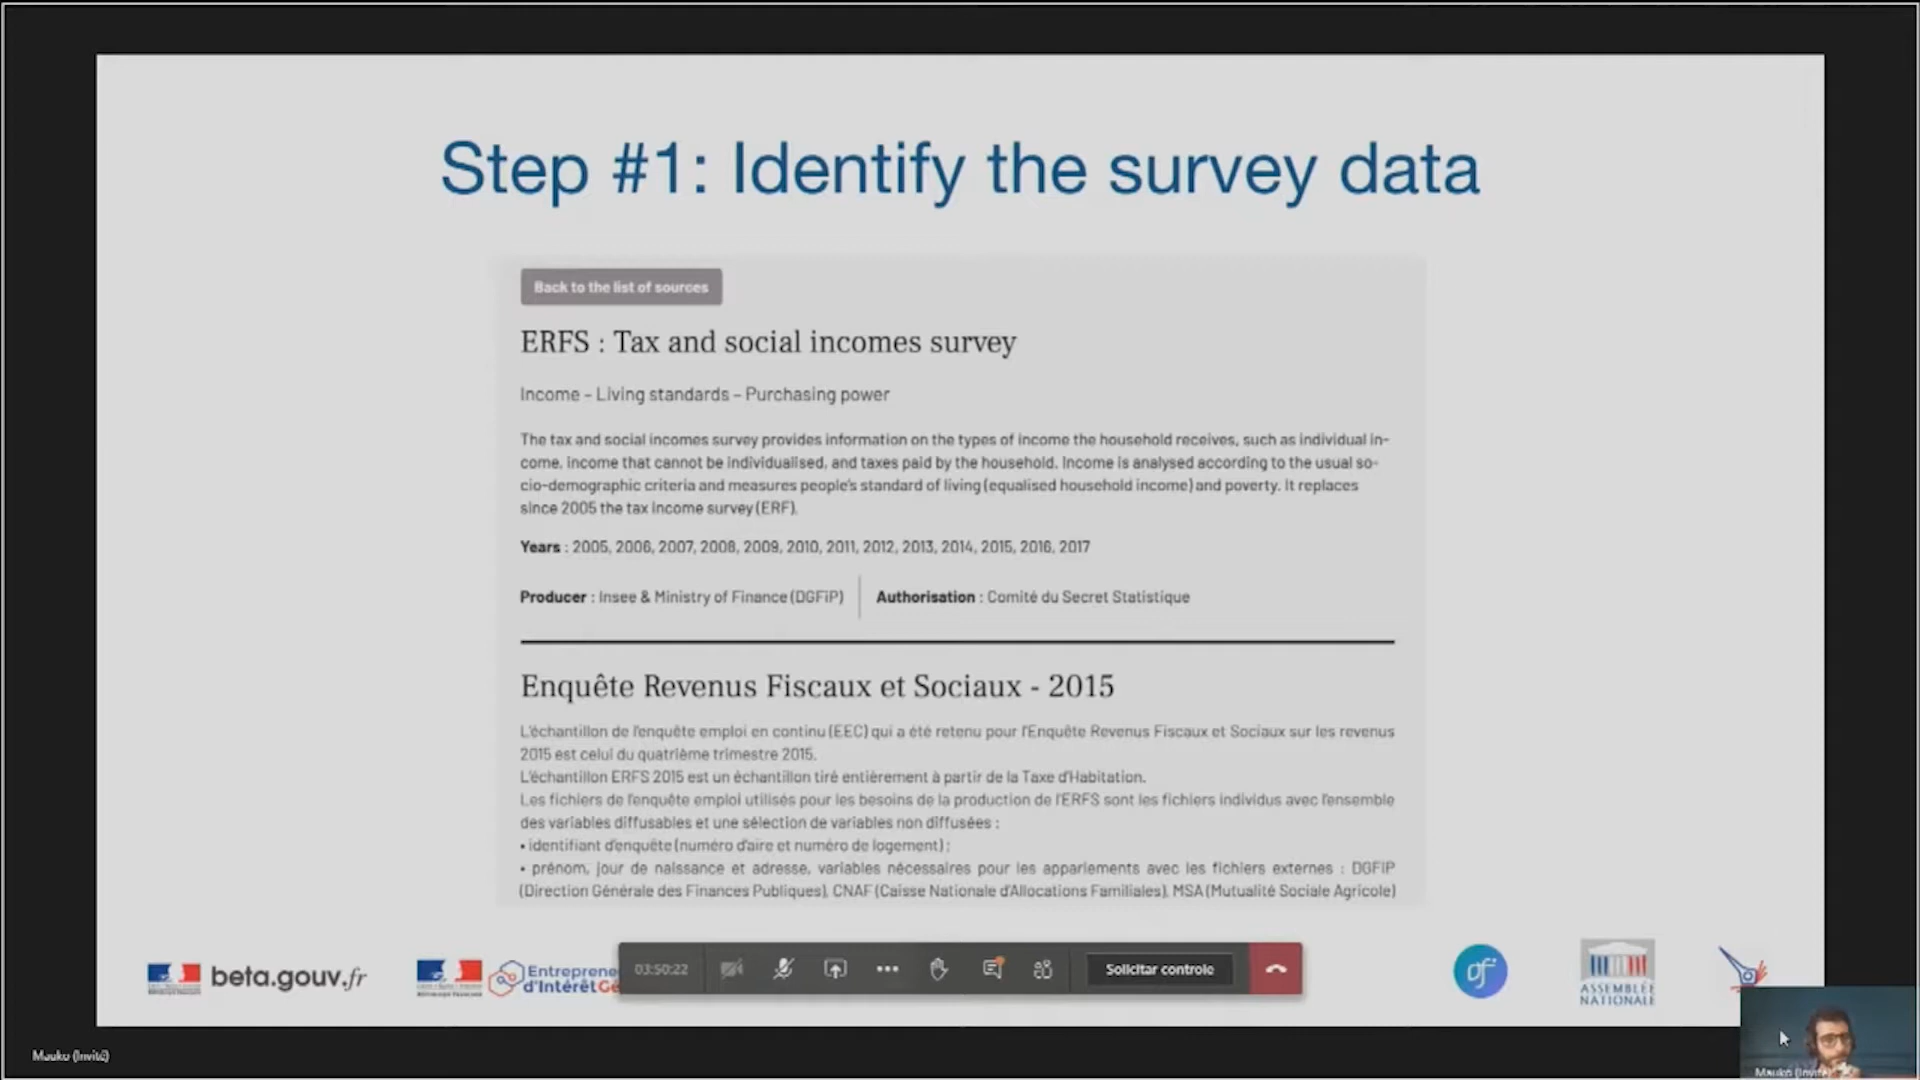 Step #1: Identify the survey data
Back to the list of sources
ERFS : Tax and social incomes survey
Income – Living standards – Purchasing power
The tax and social incomes survey provides information on the types of income the household receives, such as individual in-
come, income that cannot be individualised, and taxes paid by the household. Income is analysed according to the usual so-
cio-demographic criteria and measures people's standard of living (equalised household income) and poverty. It replaces
since 2005 the tax income survey (ERF).
Years : 2005, 2006, 2007, 2008, 2009, 2010, 2011, 2012, 2013, 2014, 2015, 2016, 2017
Producer : Insee & Ministry of Finance (DGFiP) Authorisation : Comité du Secret Statistique
Enquête Revenus Fiscaux et Sociaux - 2015
L'échantillon de l'enquête emploi en continu (EEC) qui a été retenu pour l'Enquête Revenus Fiscaux et Sociaux sur les revenus
2015 est celui du quatrième trimestre 2015.
L'échantillon ERFS 2015 est un échantillon tiré entièrement à partir de la Taxe d'Habitation.
Les fichiers de l'enquête emploi utilisés pour les besoins de la production de l'ERFS sont les fichiers individus avec l'ensemble
des variables diffusables et une sélection de variables non diffusées :
• identifiant d'enquête (numéro d'aire et numéro de logement) ;
• prénom, jour de naissance et adresse, variables nécessaires pour les appariements avec les fichiers externes : DGFIP
(Direction Générale des Finances Publiques), CNAF (Caisse Nationale d'Allocations Familiales), MSA (Mutualité Sociale Agricole)
beta.gouv.fr
Entreprene
d'Intérêt Gé
03:50:22
Solicitar controle
of
ASSEMBLÉE
NATIONALE
Mauko (Invité)
Mauko (Invité)